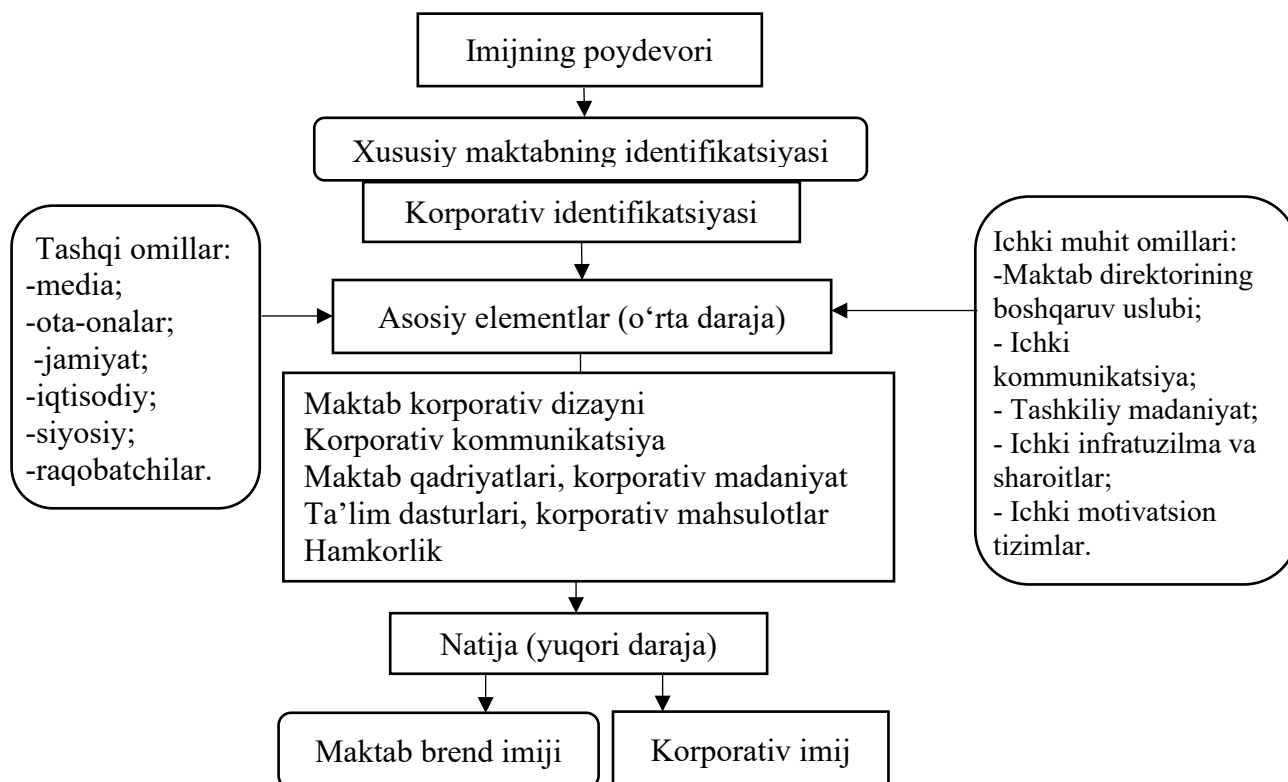 Imijning poydevori
Xususiy maktabning identifikatsiyasi
Korporativ identifikatsiyasi
Tashqi omillar:
-media;
-ota-onalar;
-jamiyat;
-iqtisodiy;
-siyosiy;
-raqobatchilar.
Asosiy elementlar (o‘rta daraja)
Ichki muhit omillari:
-Maktab direktorining
boshqaruv uslubi;
- Ichki
kommunikatsiya;
- Tashkiliy madaniyat;
- Ichki infratuzilma va
sharoitlar;
- Ichki motivatsion
tizimlar.
Maktab korporativ dizayni
Korporativ kommunikatsiya
Maktab qadriyatlari, korporativ madaniyat
Ta’lim dasturlari, korporativ mahsulotlar
Hamkorlik
Natija (yuqori daraja)
Maktab brend imiji
Korporativ imij